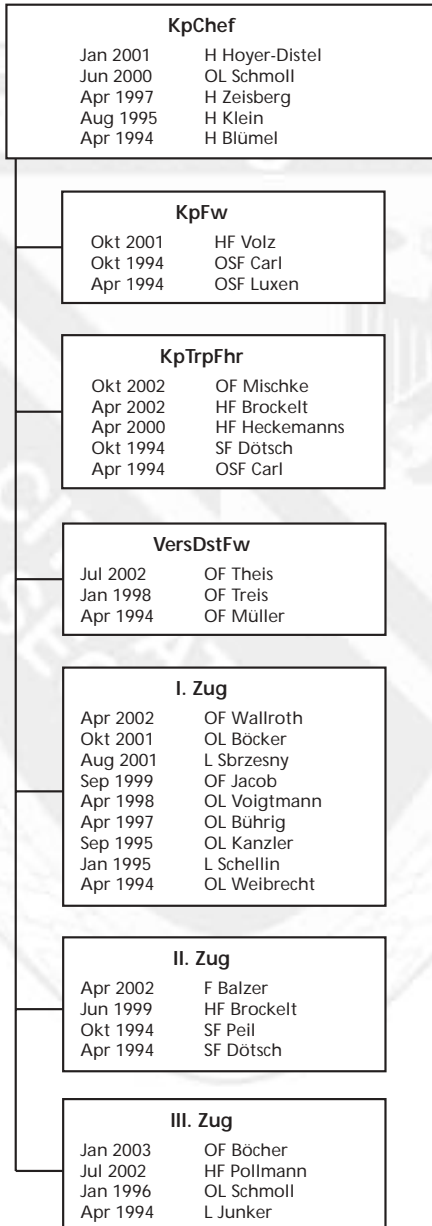 KpChef
Jan 2001 H Hoyer-Distel
Jun 2000 OL Schmoll
Apr 1997 H Zeisberg
Aug 1995 H Klein
Apr 1994 H Blümel
KpFw
Okt 2001 HF Volz
Okt 1994 OSF Carl
Apr 1994 OSF Luxen
KpTrpFhr
Okt 2002 OF Mischke
Apr 2002 HF Brockelt
Apr 2000 HF Heckemanns
Okt 1994 SF Dötsch
Apr 1994 OSF Carl
VersDstFw
Jul 2002 OF Theis
Jan 1998 OF Treis
Apr 1994 OF Müller
I. Zug
Apr 2002 OF Wallroth
Okt 2001 OL Böcker
Aug 2001 L Sbrzesny
Sep 1999 OF Jacob
Apr 1998 OL Voigtmann
Apr 1997 OL Bührig
Sep 1995 OL Kanzler
Jan 1995 L Schellin
Apr 1994 OL Weibrecht
II. Zug
Apr 2002 F Balzer
Jun 1999 HF Brockelt
Okt 1994 SF Peil
Apr 1994 SF Dötsch
III. Zug
Jan 2003 OF Böcher
Jul 2002 HF Pollmann
Jan 1996 OL Schmoll
Apr 1994 L Junker